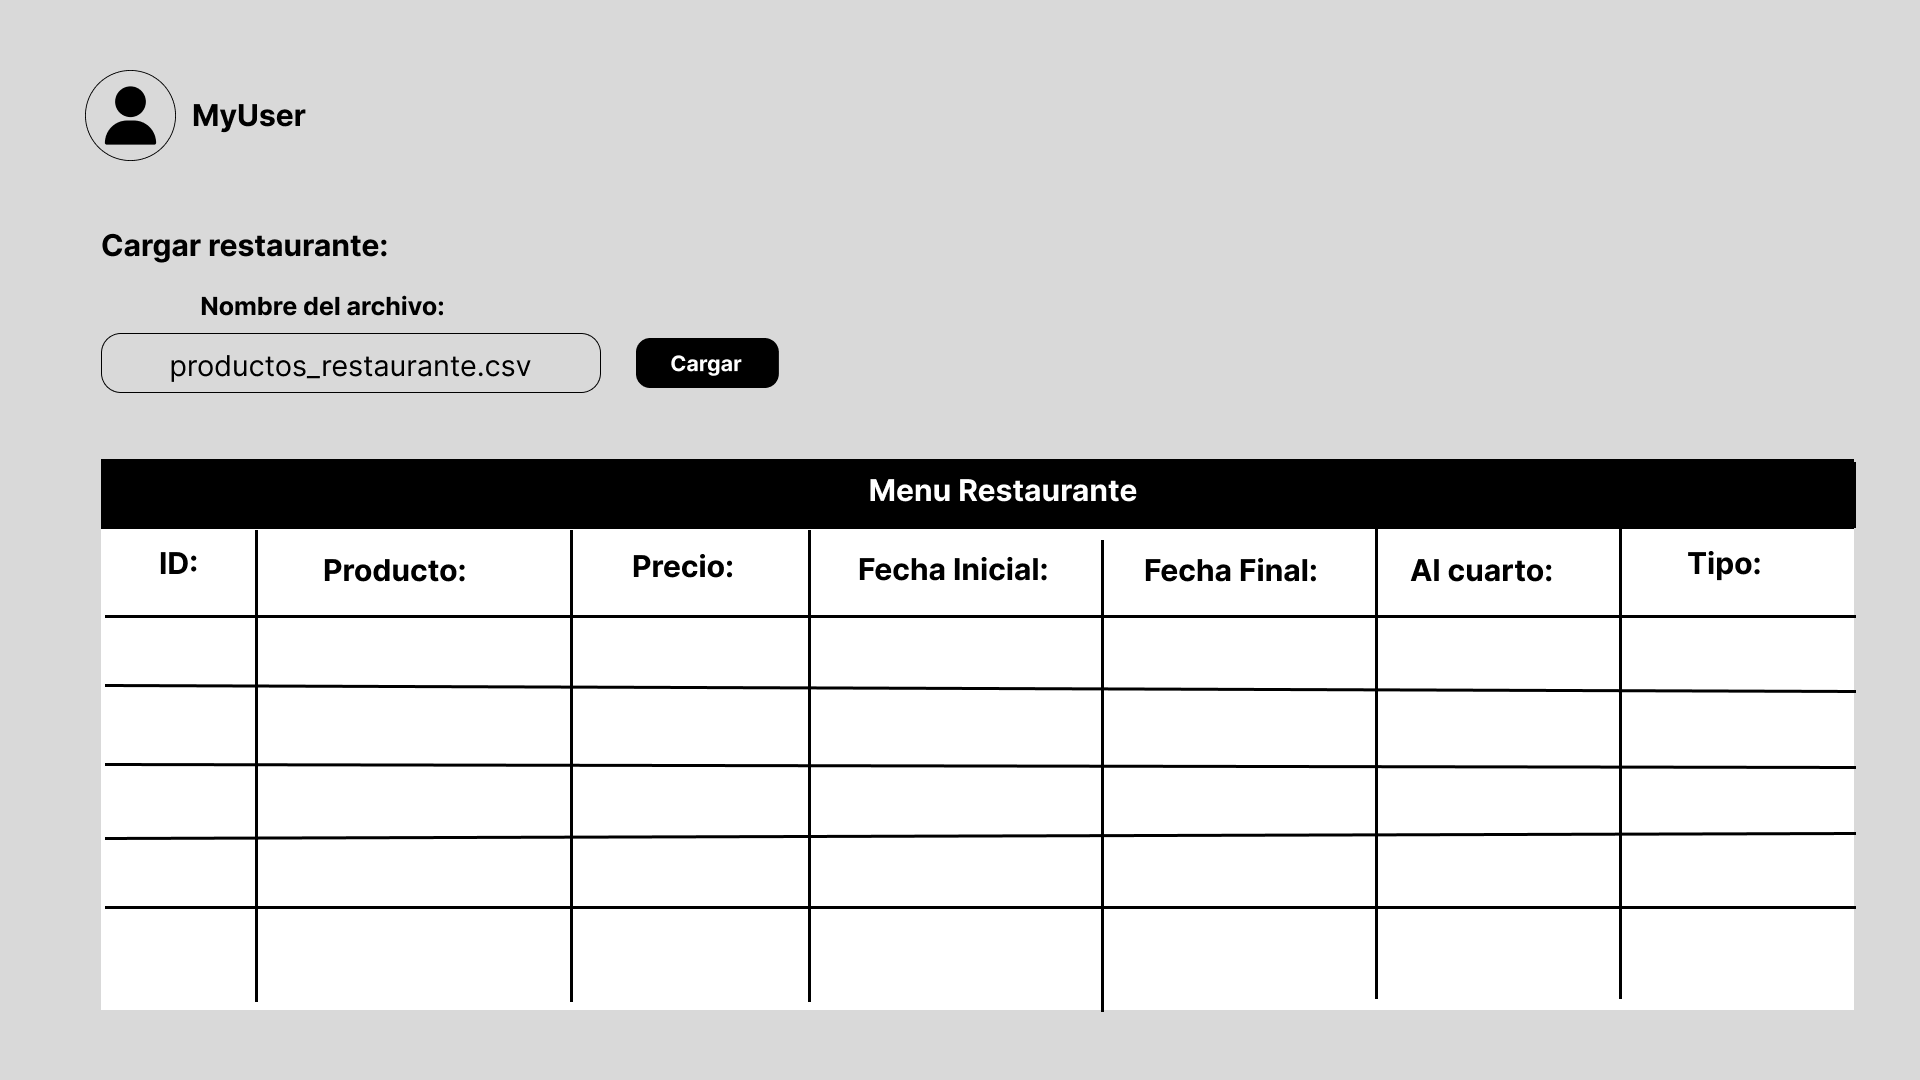 MyUser
Cargar restaurante:
Nombre del archivo:
productos_restaurante.csv
Cargar
Menu Restaurante
ID:
Producto:
Precio:
Fecha Inicial:
Fecha Final:
Al cuarto:
Tipo: